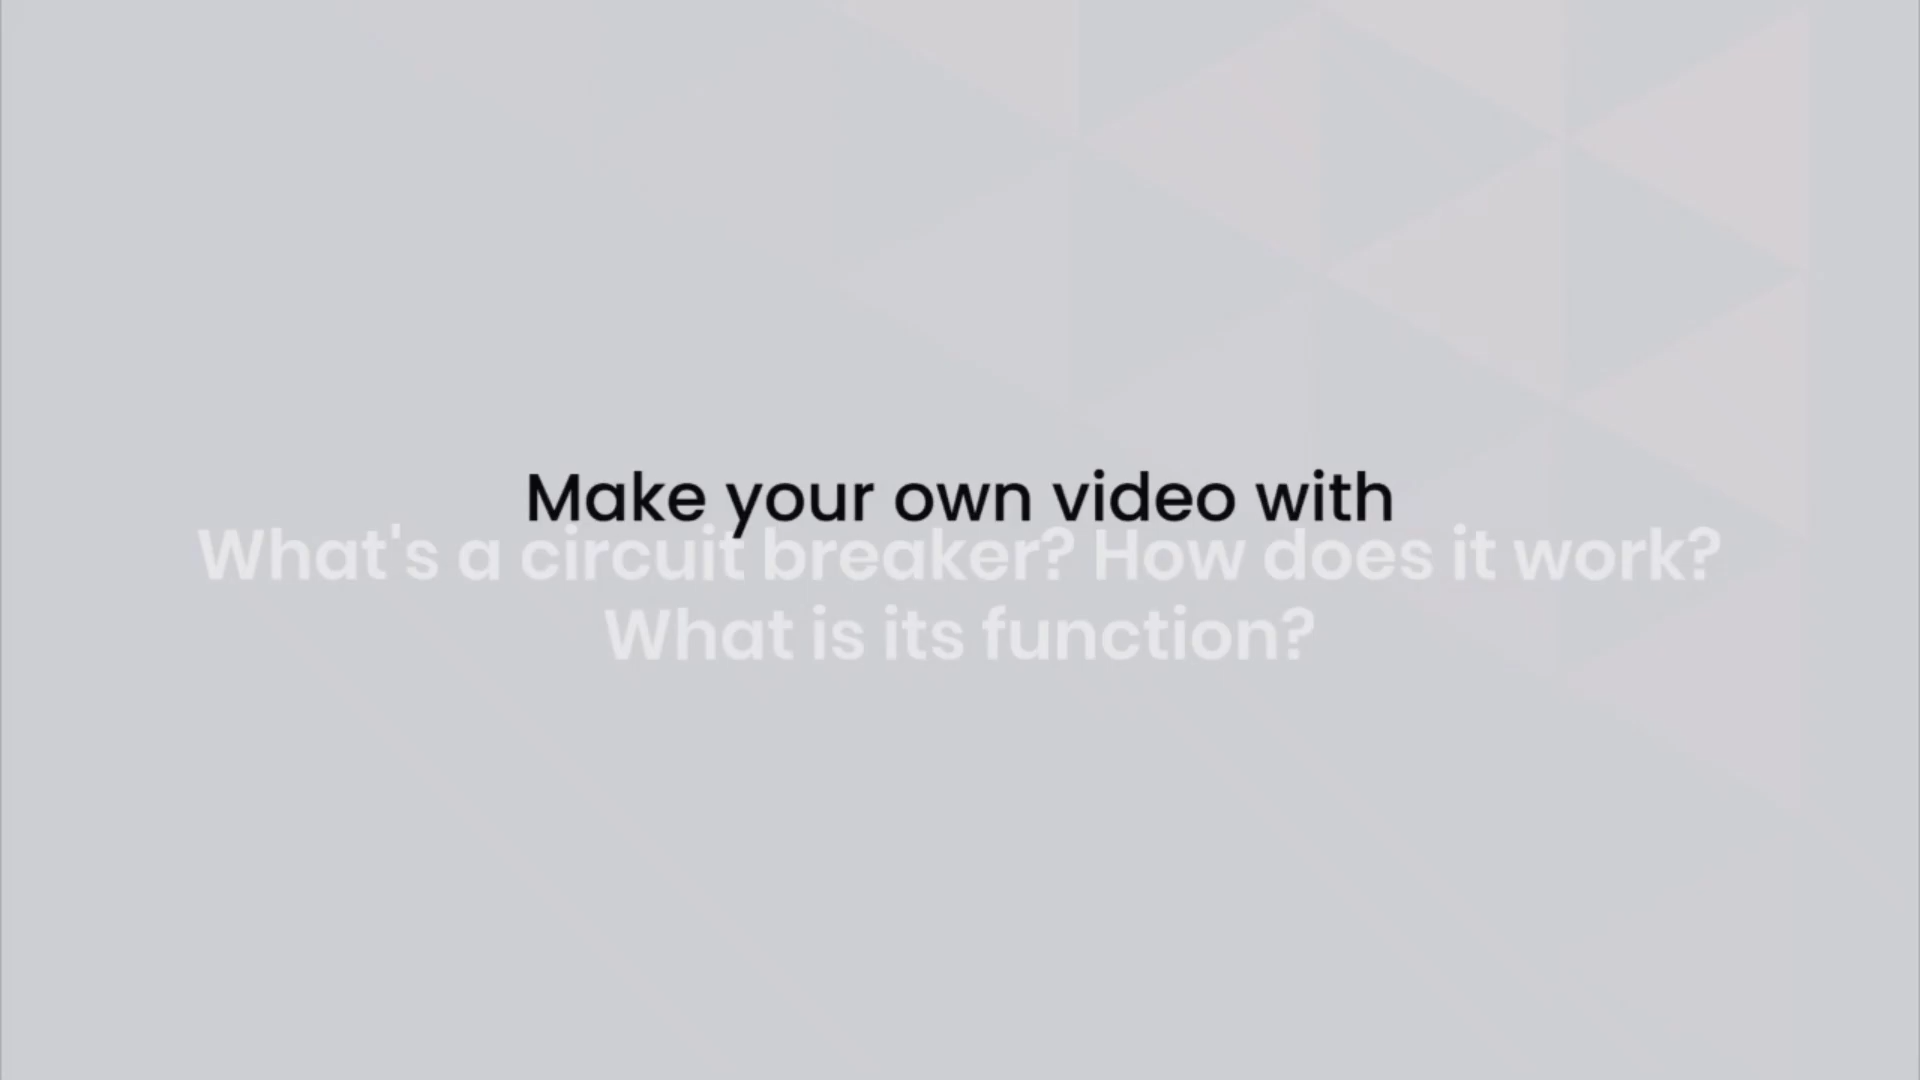 Make your own video with
What's a circuit breaker? How does it work?
What is its function?